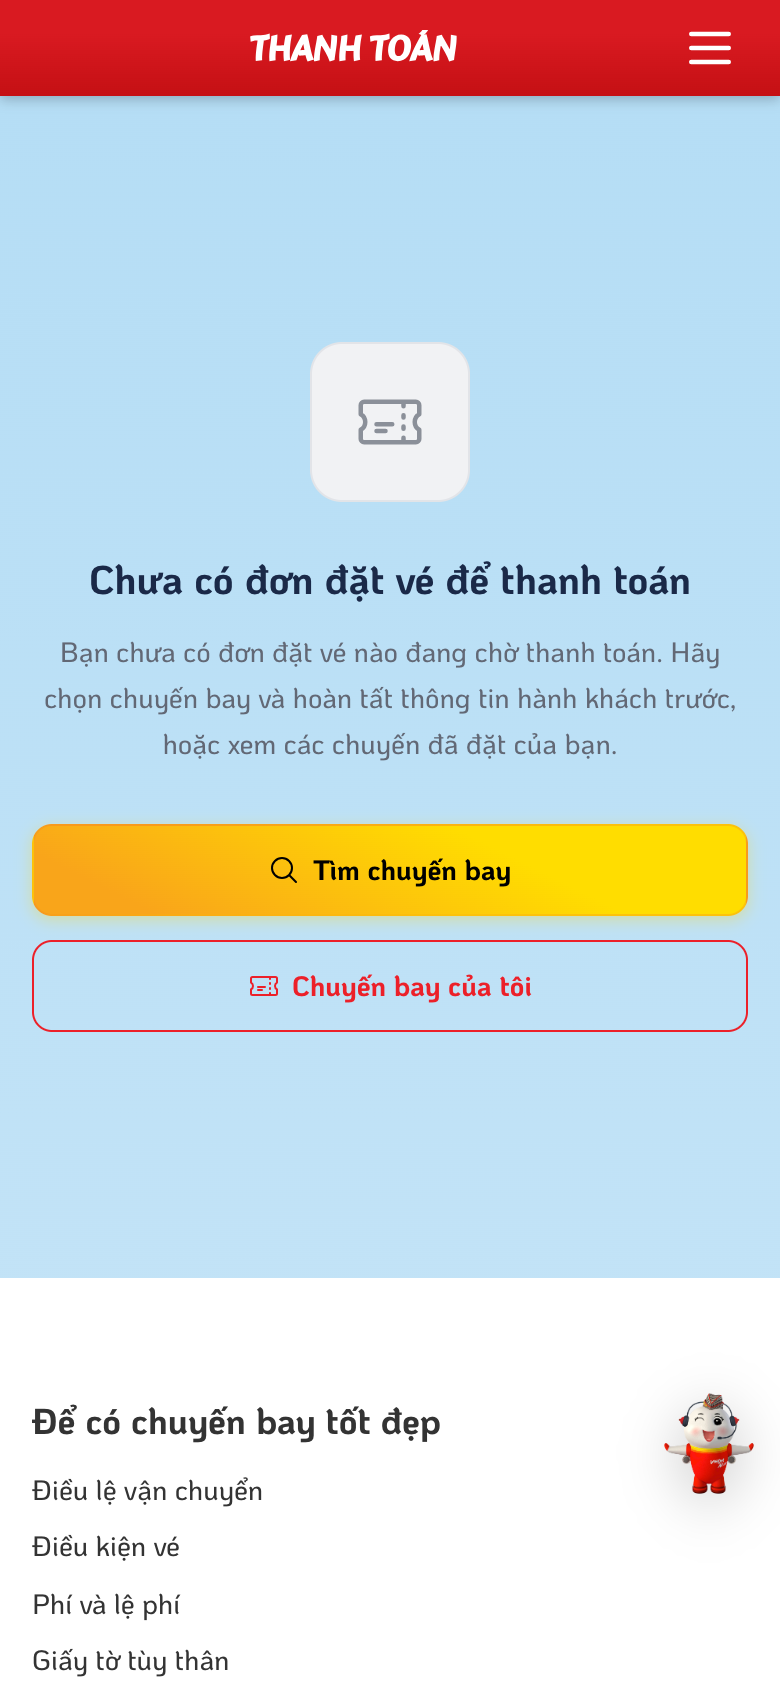 THANH TOÁN
Chưa có đơn đặt vé để thanh toán
Bạn chưa có đơn đặt vé nào đang chờ thanh toán. Hãy
chọn chuyến bay và hoàn tất thông tin hành khách trước,
hoặc xem các chuyến đã đặt của bạn.
Tìm chuyến bay
Chuyến bay của tôi
Để có chuyến bay tốt đẹp
Điều lệ vận chuyển
Điều kiện vé
Phí và lệ phí
Giấy tờ tùy thân